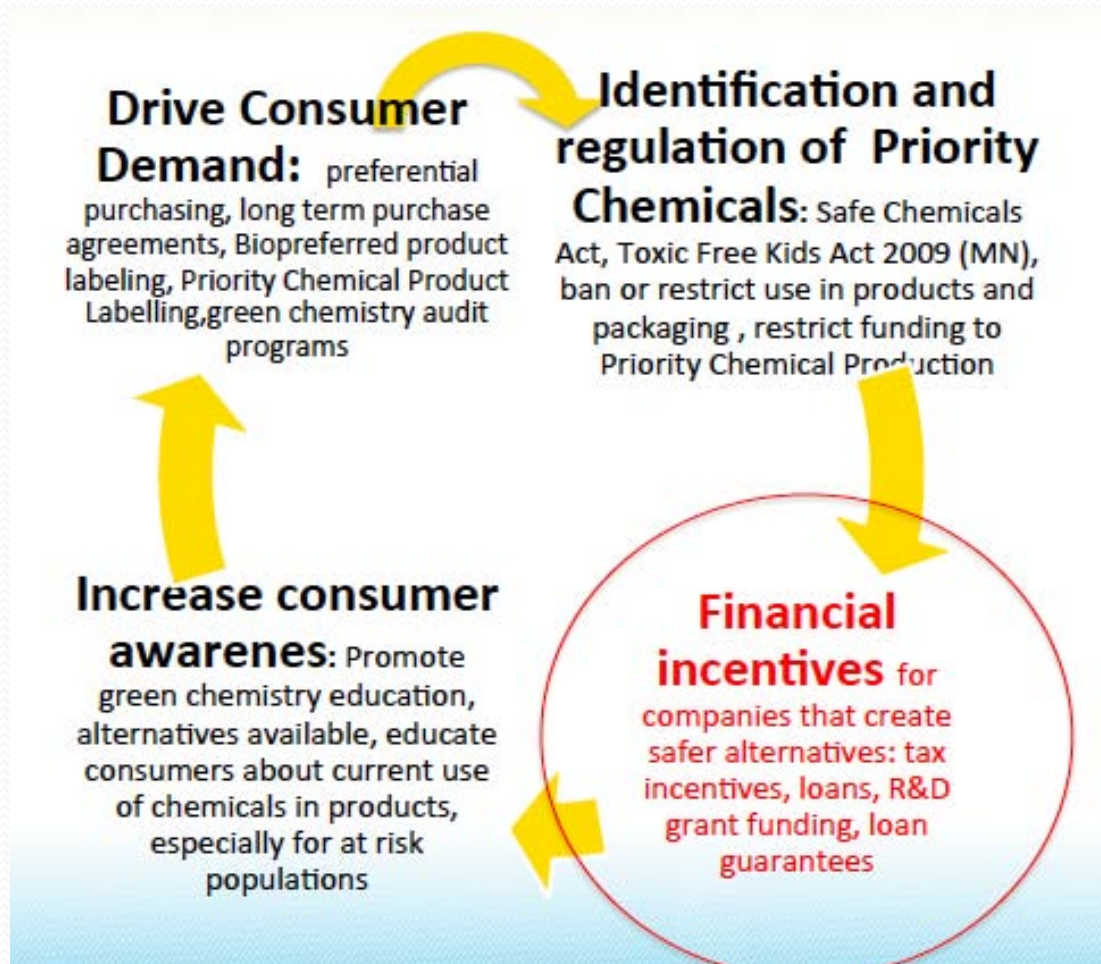 Drive Consumer
Demand: preferential
purchasing, long term purchase
agreements, Biopreferred product
labeling, Priority Chemical Product
Labelling,green chemistry audit
programs
Identification and
regulation of Priority
Chemicals: Safe Chemicals
Act, Toxic Free Kids Act 2009 (MN),
ban or restrict use in products and
packaging , restrict funding to
Priority Chemical Production
Financial
incentives for
companies that create
safer alternatives: tax
incentives, loans, R&D
grant funding, loan
guarantees
Increase consumer
awarenes: Promote
green chemistry education,
alternatives available, educate
consumers about current use
of chemicals in products,
especially for at risk
populations